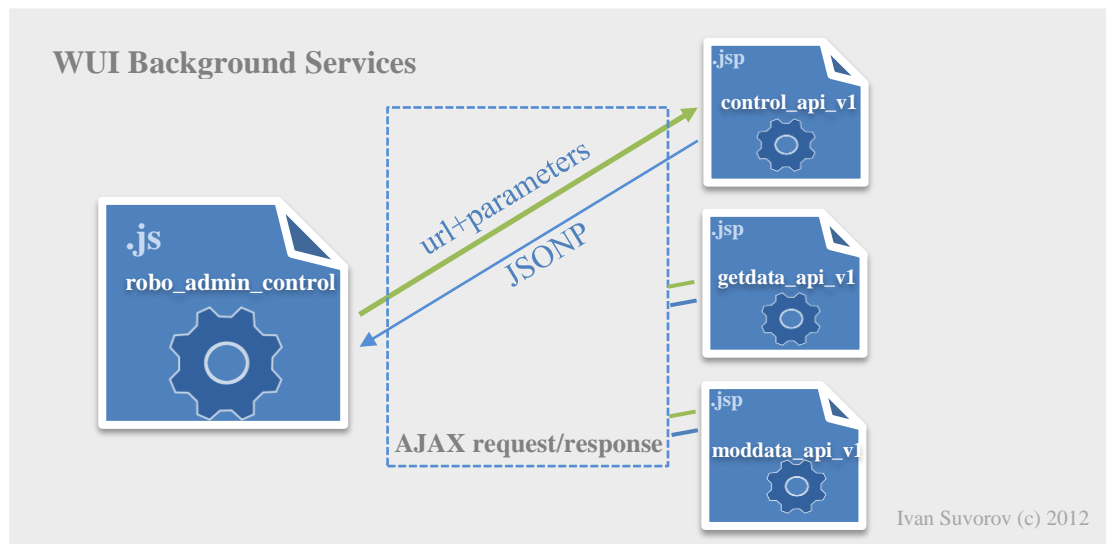 WUI Background Services
.js
robo_admin_control
url+parameters
JSONP
AJAX request/response
.jsp
control_api_v1
.jsp
getdata_api_v1
.jsp
moddata_api_v1
Ivan Suvorov (c) 2012